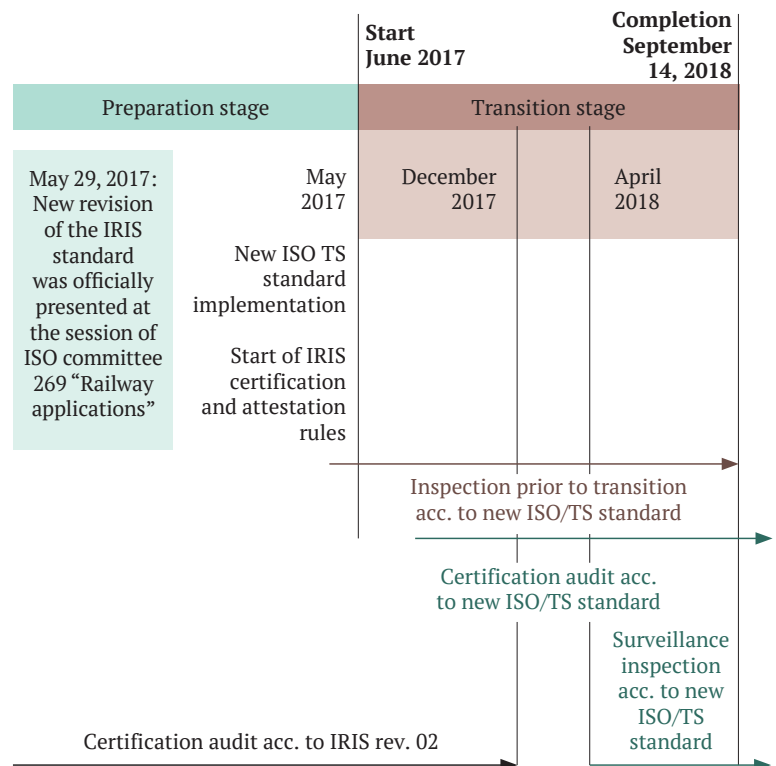 Start
June 2017
Completion
September
14, 2018
Preparation stage
Transition stage
May 29, 2017:
New revision
of the IRIS
standard
was officially
presented at
the session of
ISO committee
269 “Railway
applications”
May
2017
New ISO TS
standard
implementation
Start of IRIS
certification
and attestation
rules
December
2017
April
2018
Inspection prior to transition
acc. to new ISO/TS standard
Certification audit acc.
to new ISO/TS standard
Surveillance
inspection
acc. to new
ISO/TS
standard
Certification audit acc. to IRIS rev. 02